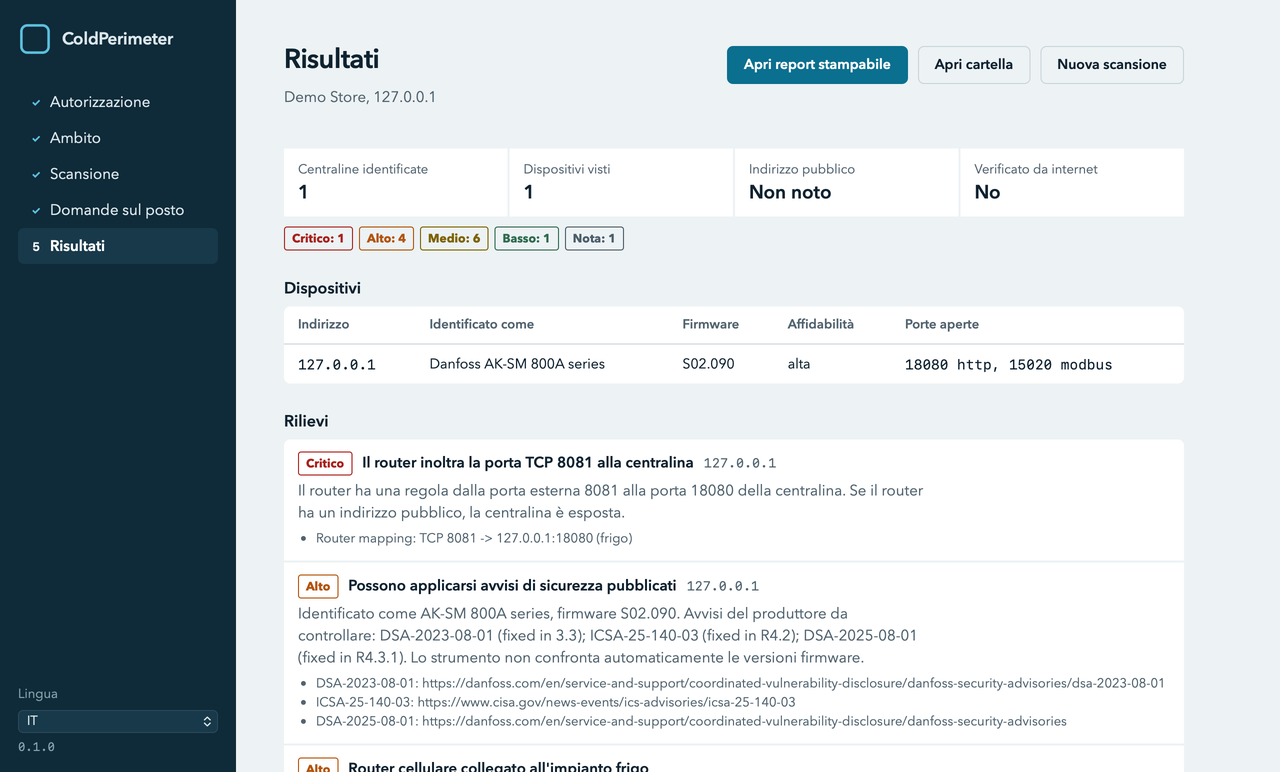 ColdPerimeter
Autorizzazione
Ambito
Scansione
Domande sul posto
5 Risultati
Lingua
IT
0.1.0
Risultati
Demo Store, 127.0.0.1
Apri report stampabile
Apri cartella
Nuova scansione
Centraline identificate
1
Dispositivi visti
1
Indirizzo pubblico
Non noto
Verificato da internet
No
Critico: 1
Alto: 4
Medio: 6
Basso: 1
Nota: 1
Dispositivi
Indirizzo Identificato come Firmware Affidabilità Porte aperte
127.0.0.1 Danfoss AK-SM 800A series S02.090 alta 18080 http, 15020 modbus
Rilievi
Critico Il router inoltra la porta TCP 8081 alla centralina 127.0.0.1
Il router ha una regola dalla porta esterna 8081 alla porta 18080 della centralina. Se il router
ha un indirizzo pubblico, la centralina è esposta.
• Router mapping: TCP 8081 -> 127.0.0.1:18080 (frigo)
Alto Possono applicarsi avvisi di sicurezza pubblicati 127.0.0.1
Identificato come AK-SM 800A series, firmware S02.090. Avvisi del produttore da
controllare: DSA-2023-08-01 (fixed in 3.3); ICSA-25-140-03 (fixed in R4.2); DSA-2025-08-01
(fixed in R4.3.1). Lo strumento non confronta automaticamente le versioni firmware.
• DSA-2023-08-01: https://danfoss.com/en/service-and-support/coordinated-vulnerability-disclosure/danfoss-security-advisories/dsa-2023-08-01
• ICSA-25-140-03: https://www.cisa.gov/news-events/ics-advisories/icsa-25-140-03
• DSA-2025-08-01: https://danfoss.com/en/service-and-support/coordinated-vulnerability-disclosure/danfoss-security-advisories
Alto Router cellulare collegato all'impianto frigo